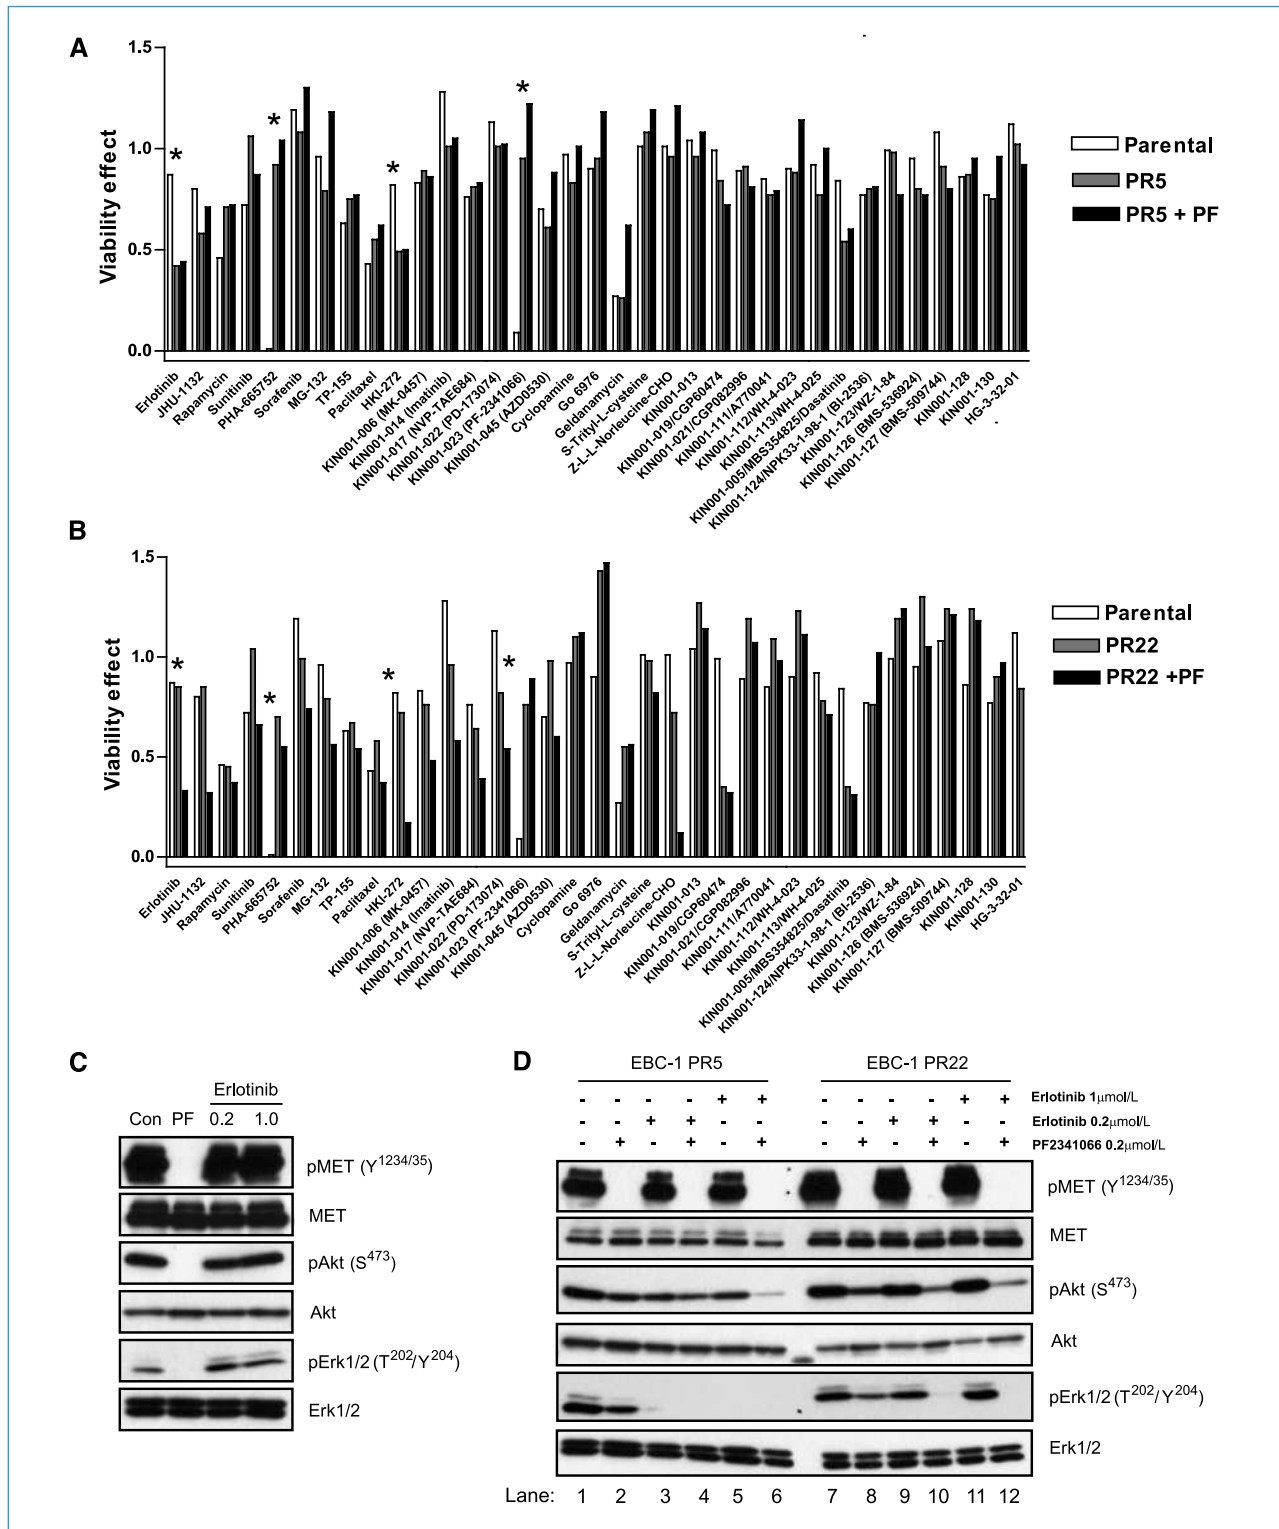 A
1.5
1.0
0.5
0.0
Viability effect
*
*
*
*
Parental
PR5
PR5 + PF
Erlotinib
JHU-1132
Rapamycin
Sunitinib
PHA-665752
Sorafenib
MG-132
TP-155
Paclitaxel
HKI-272
KIN001-006 (MK-0457)
KIN001-014 (Imatinib)
KIN001-017 (NVP-TAE684)
KIN001-022 (PD-173074)
KIN001-023 (PF-2341066)
KIN001-045 (AZD0530)
Cyclopamine
Go 6976
Geldanamycin
S-Trityl-L-cysteine
Z-L-L-Norleucine-CHO
KIN001-013
KIN001-019/CGP60474
KIN001-021/CGP082996
KIN001-111/A770041
KIN001-112/WH-4-023
KIN001-113/WH-4-025
KIN001-005/MBS354825/Dasatinib
KIN001-124/NPK33-1-98-1 (BI-2536)
KIN001-123/WZ-1-84
KIN001-126 (BMS-536924)
KIN001-127 (BMS-509744)
KIN001-128
KIN001-130
HG-3-32-01
B
1.5
1.0
0.5
0.0
Viability effect
*
*
*
*
Parental
PR22
PR22 +PF
Erlotinib
JHU-1132
Rapamycin
Sunitinib
PHA-665752
Sorafenib
MG-132
TP-155
Paclitaxel
HKI-272
KIN001-006 (MK-0457)
KIN001-014 (Imatinib)
KIN001-017 (NVP-TAE684)
KIN001-022 (PD-173074)
KIN001-023 (PF-2341066)
KIN001-045 (AZD0530)
Cyclopamine
Go 6976
Geldanamycin
S-Trityl-L-cysteine
Z-L-L-Norleucine-CHO
KIN001-013
KIN001-019/CGP60474
KIN001-021/CGP082996
KIN001-111/A770041
KIN001-112/WH-4-023
KIN001-113/WH-4-025
KIN001-005/MBS354825/Dasatinib
KIN001-124/NPK33-1-98-1 (BI-2536)
KIN001-123/WZ-1-84
KIN001-126 (BMS-536924)
KIN001-127 (BMS-509744)
KIN001-128
KIN001-130
HG-3-32-01
C
Erlotinib
Con PF 0.2 1.0
pMET (Y1234/35)
MET
pAkt (S473)
Akt
pErk1/2 (T202/Y204)
Erk1/2
D
EBC-1 PR5 EBC-1 PR22
- - - - + + - - - - + + Erlotinib 1µmol/L
- - + + - - - - + + - - Erlotinib 0.2µmol/L
- + - + - + - + - + - + PF2341066 0.2µmol/L
pMET (Y1234/35)
MET
pAkt (S473)
Akt
pErk1/2 (T202/Y204)
Erk1/2
Lane: 1 2 3 4 5 6 7 8 9 10 11 12